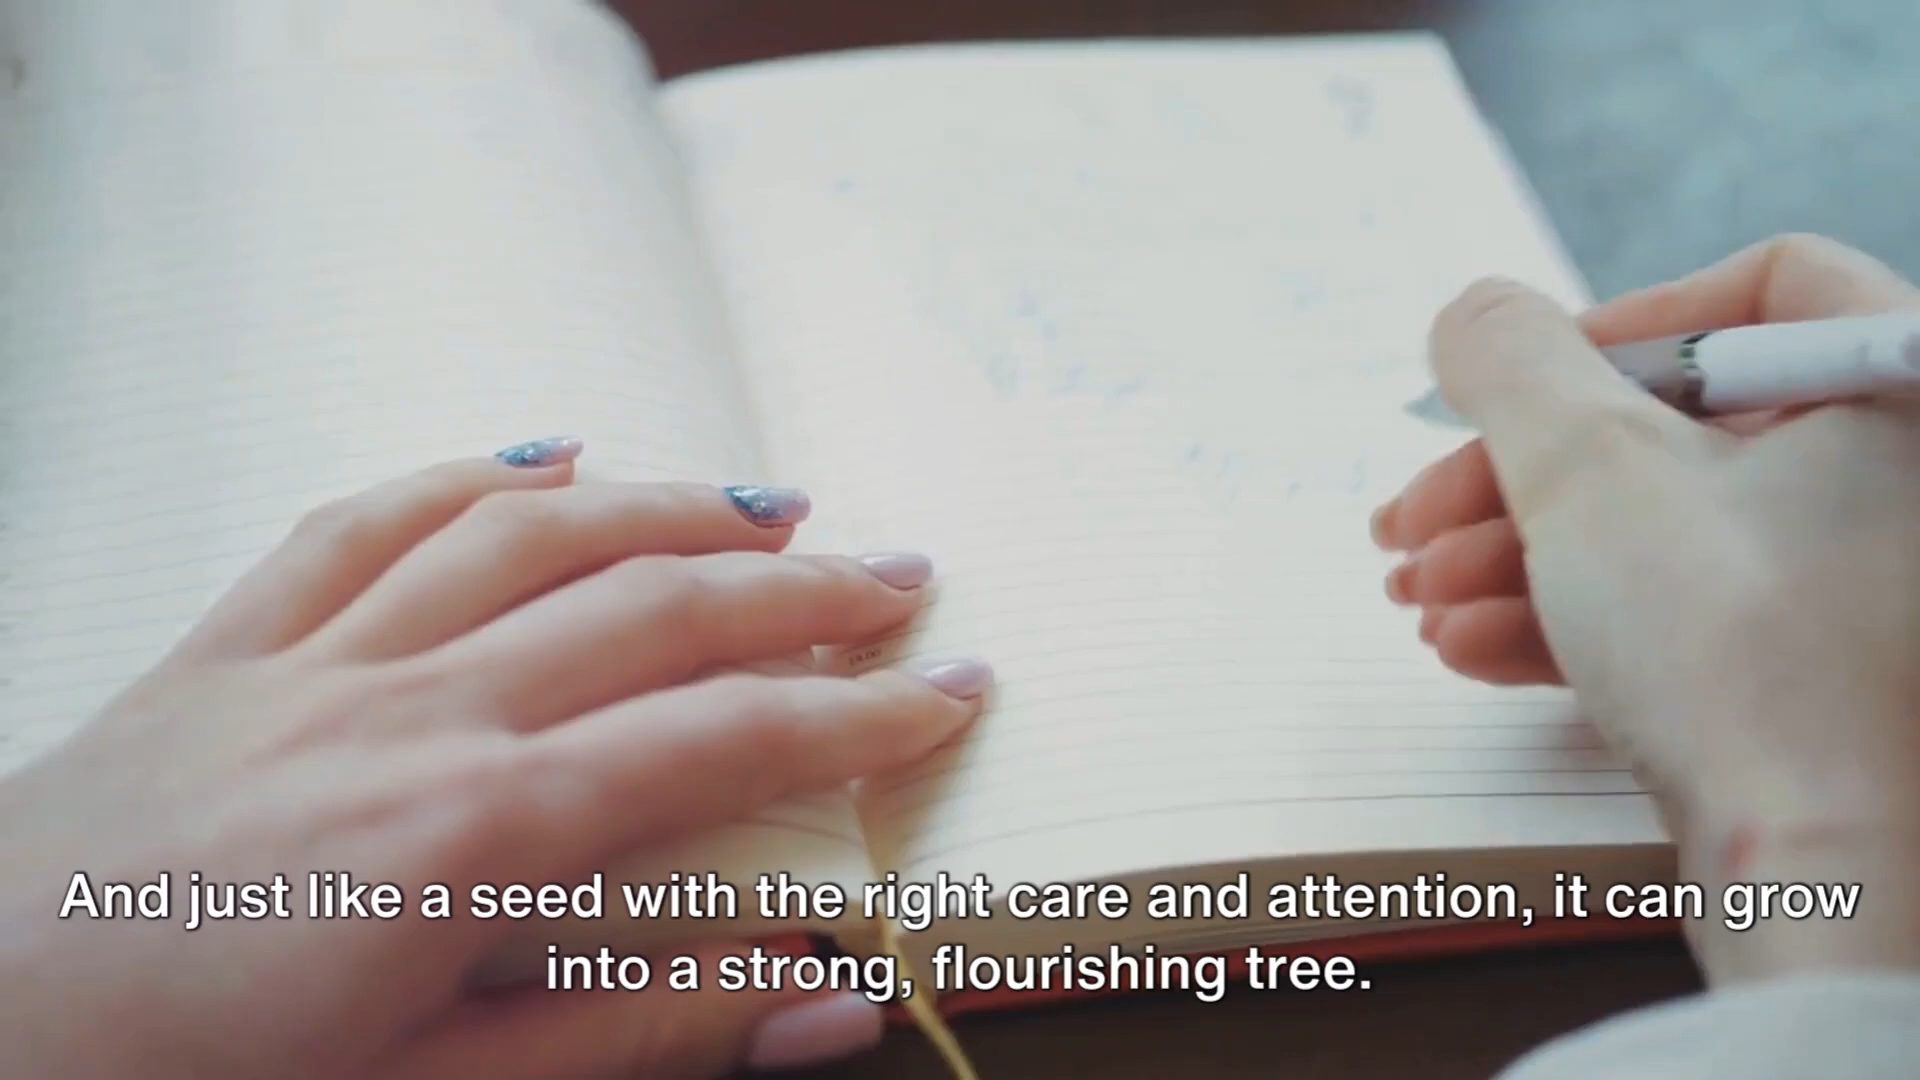 And just like a seed with the right care and attention, it can grow
into a strong, flourishing tree.